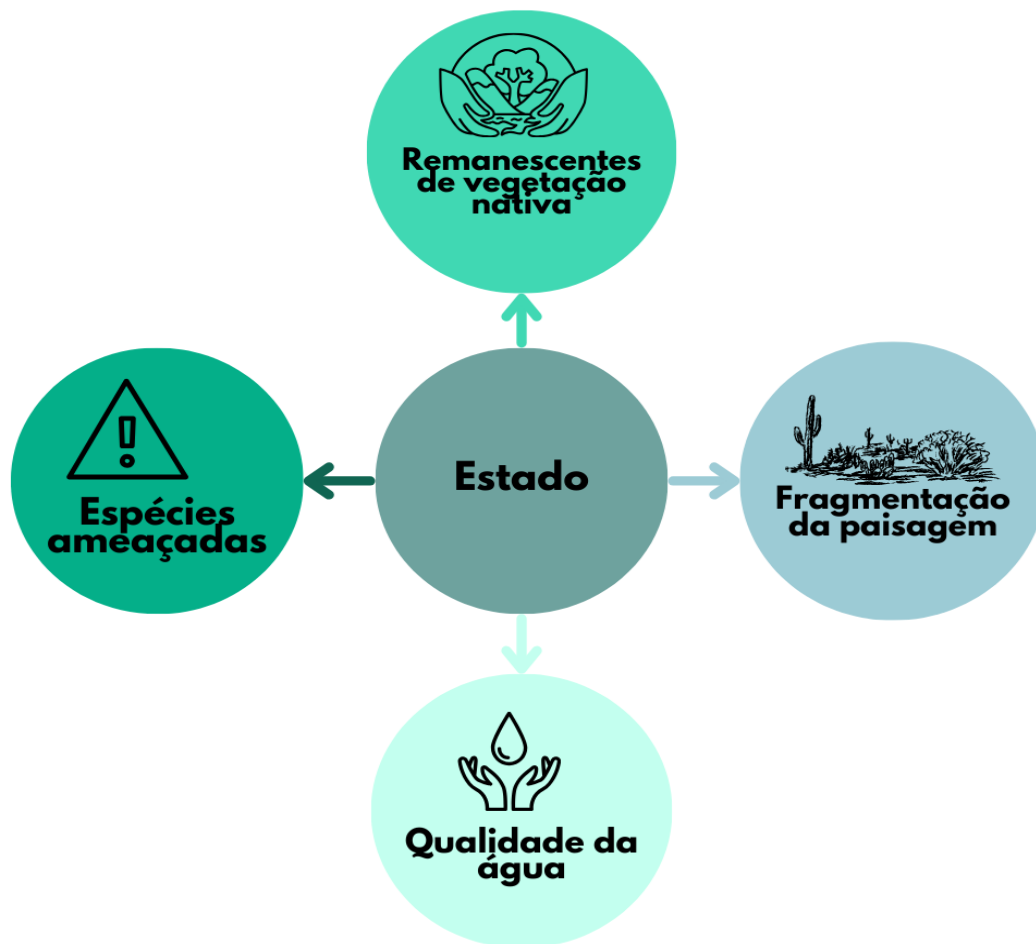 Remanescentes
de vegetação
nativa
Espécies
ameaçadas
Estado
Fragmentação
da paisagem
Qualidade da
água